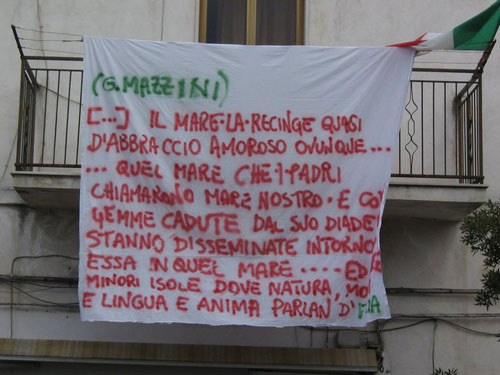 (G. MAZZINI)
[...] IL MARE-LA-RECINGE QUASI
D'ABBRACCIO AMOROSO OVUNQUE ...
... QUEL MARE CHE I PADRI
CHIAMARONO MARE NOSTRO - E CO
GEMME CADUTE DAL SUO DIADE
STANNO DISSEMINATE INTORNO
ESSA IN QUEL MARE .... ED
MINORI ISOLE DOVE NATURA, MO
E LINGUA E ANIMA PARLAN D'